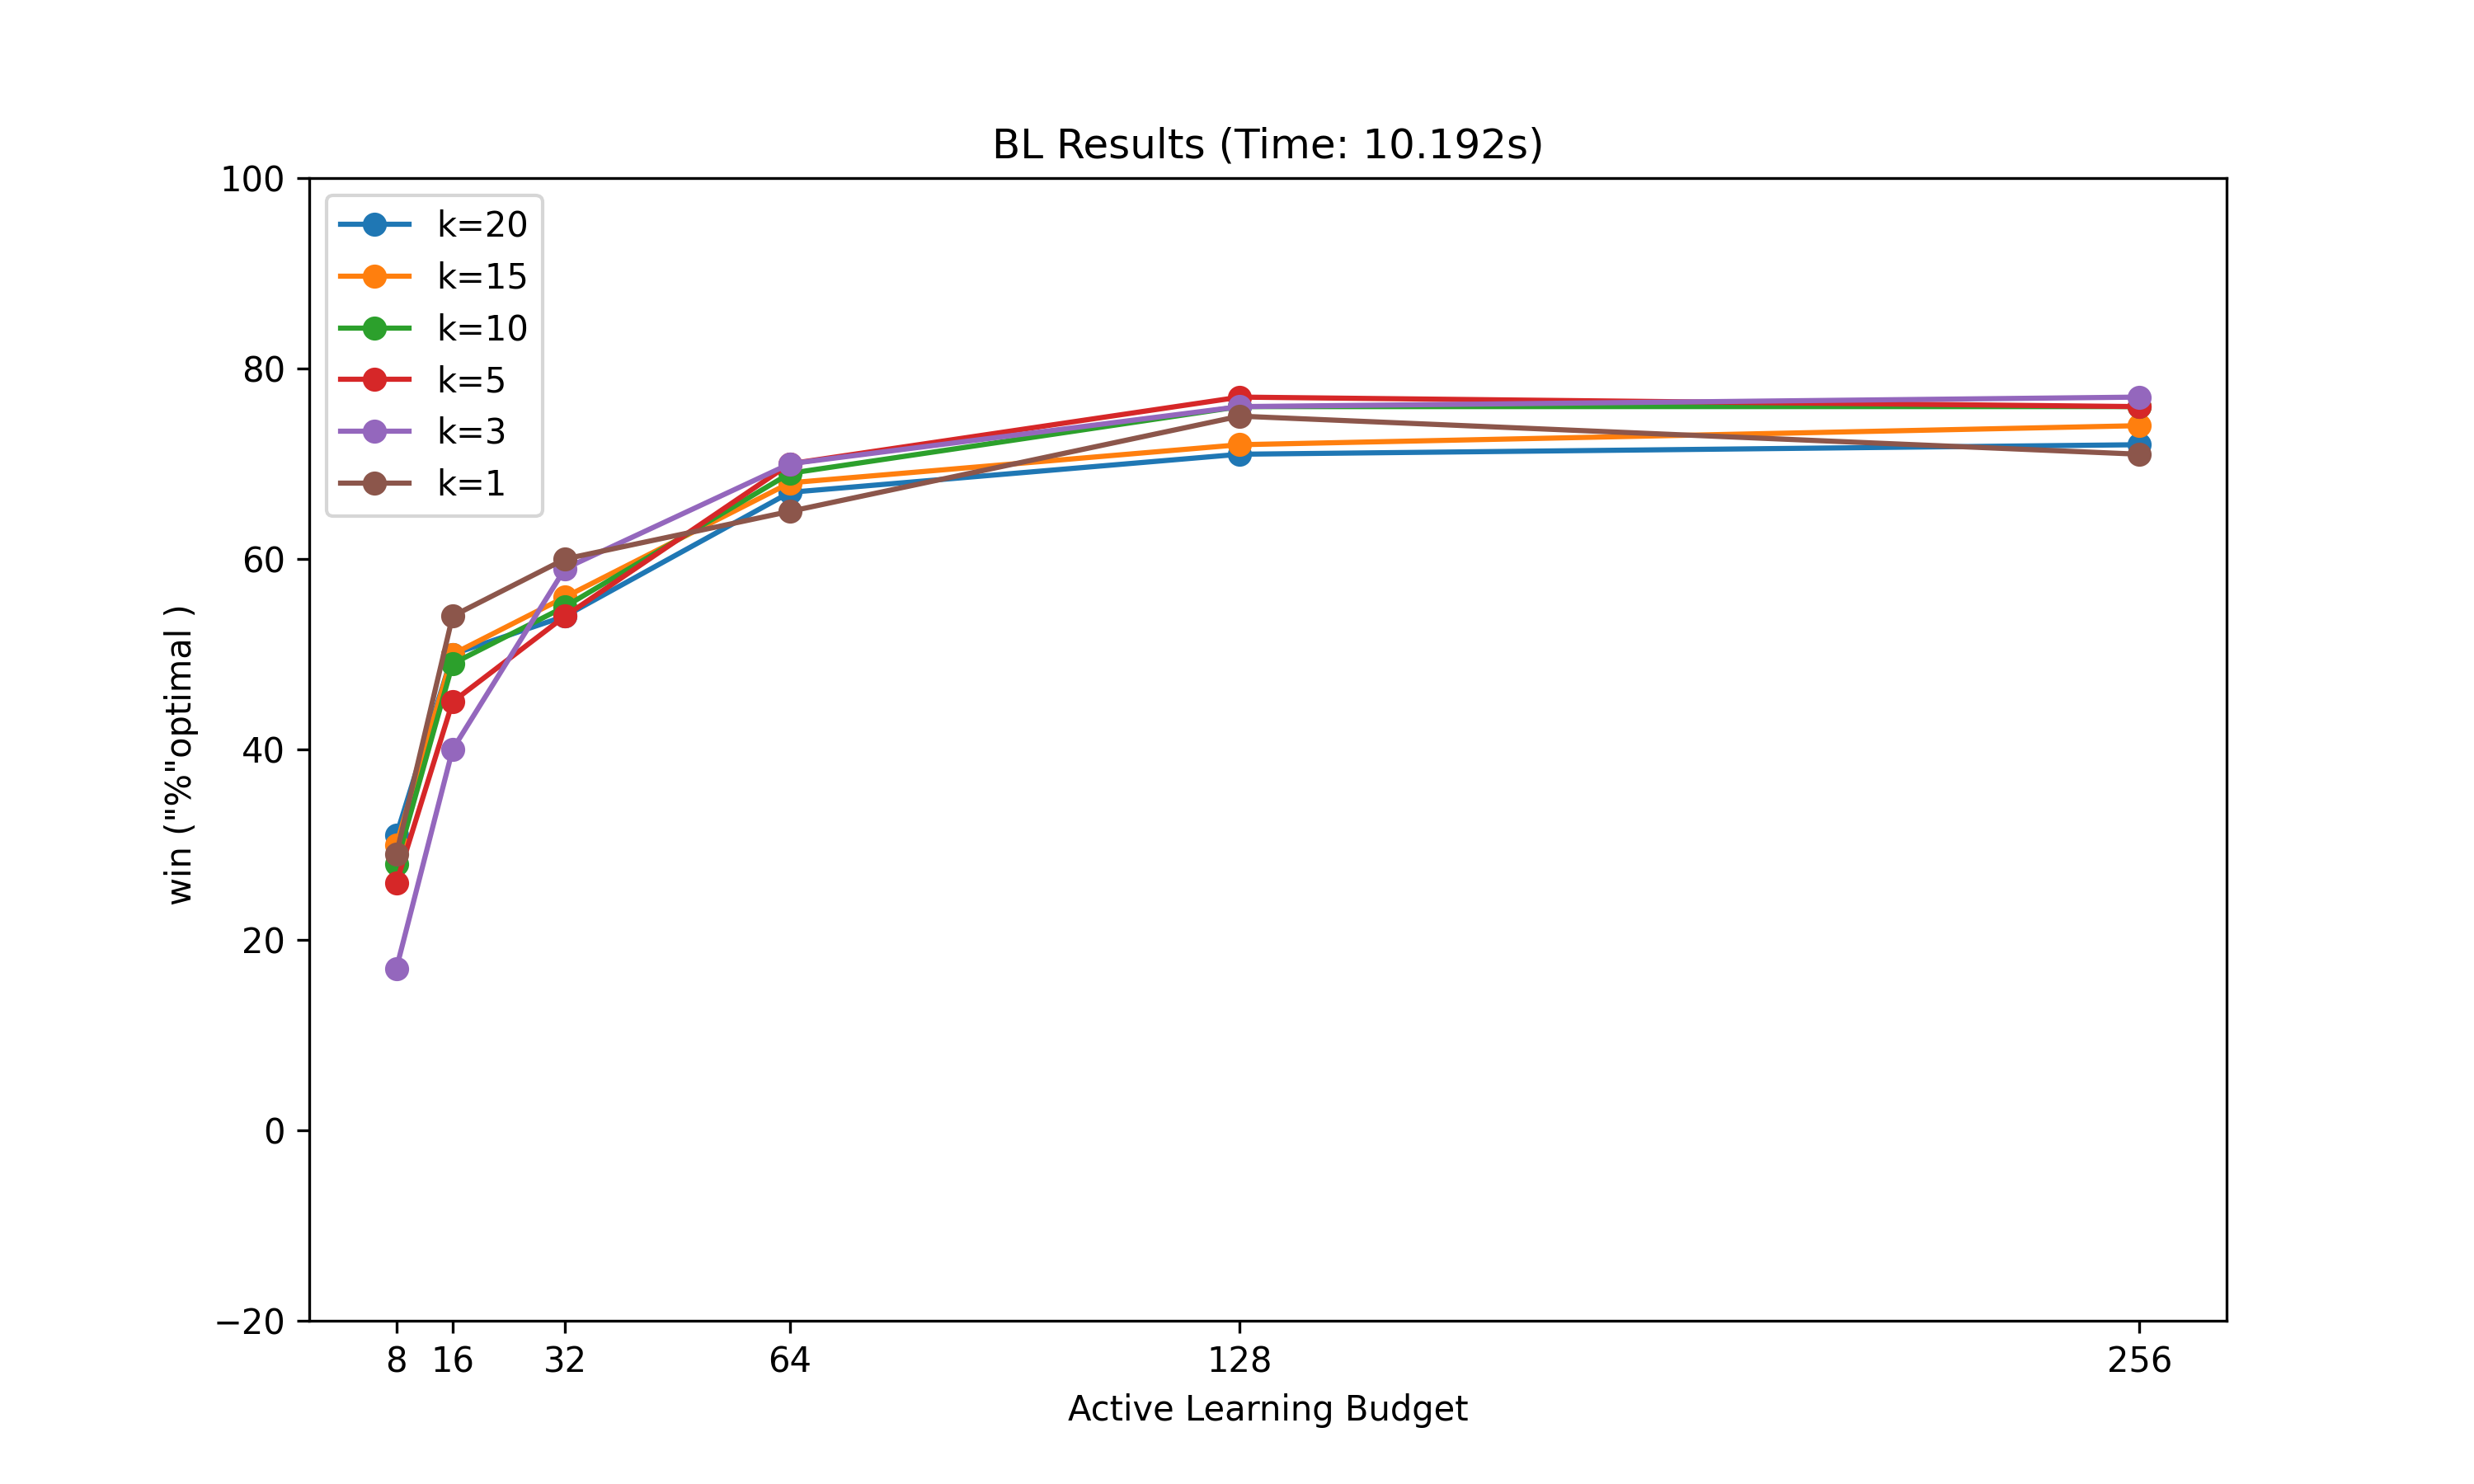 BL Results (Time: 10.192s)
100
80
60
40
20
0
−20
win ("%"optimal )
k=20
k=15
k=10
k=5
k=3
k=1
8 16 32 64 128 256
Active Learning Budget